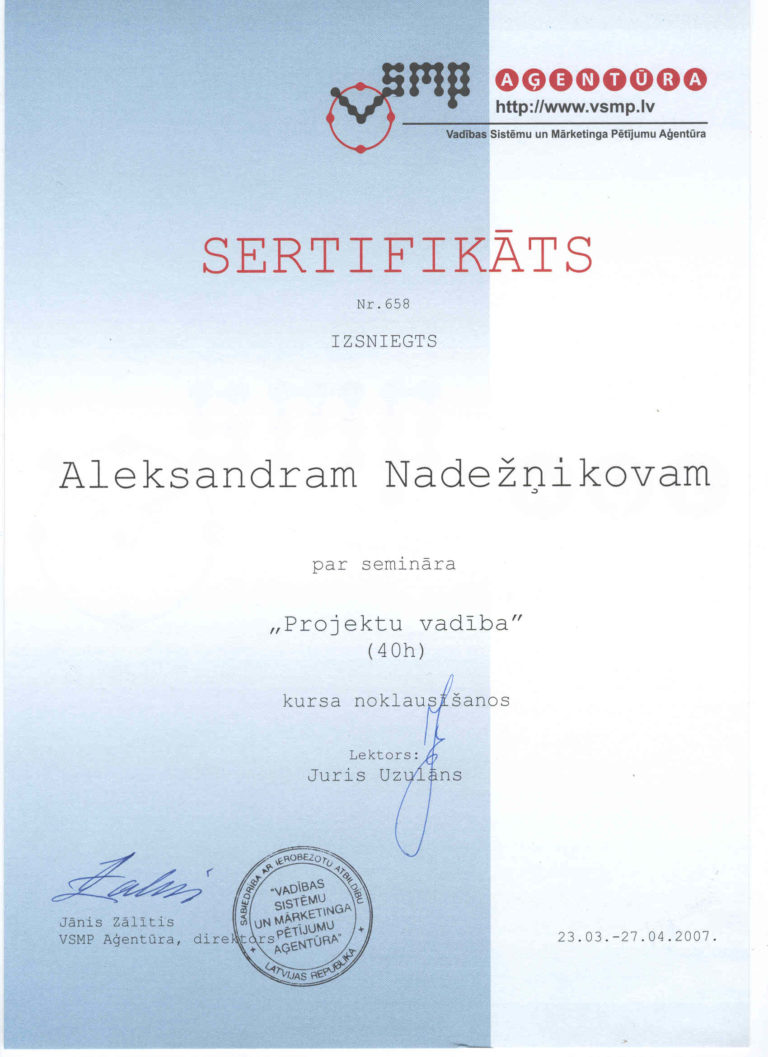 vsmp AĢENTŪRA
http://www.vsmp.lv
Vadības Sistēmu un Mārketinga Pētījumu Aģentūra
SERTIFIKĀTS
Nr.658
IZSNIEGTS
Aleksandram Nadežņikovam
par semināra
„Projektu vadība”
(40h)
kursa noklausīšanos
Lektors:
Juris Uzulāns
Jānis Zālītis
VSMP Aģentūra, direktors
SABIEDRĪBA AR IEROBEŽOTU ATBILDĪBU
"VADĪBAS
SISTĒMU
UN MĀRKETINGA
PĒTĪJUMU
AĢENTŪRA"
LATVIJAS REPUBLIKA
23.03.-27.04.2007.